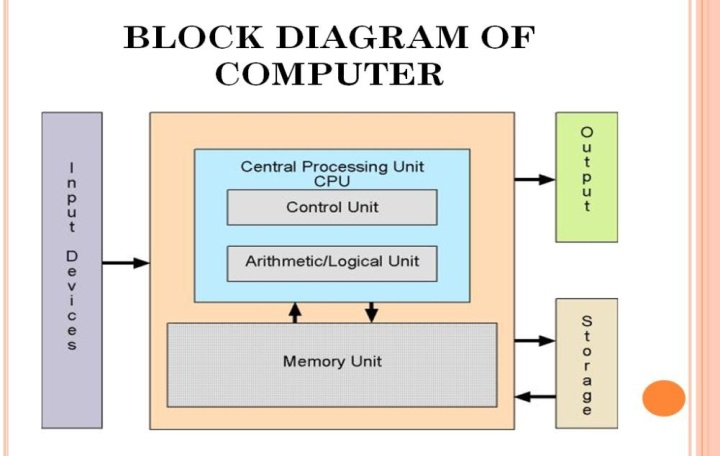 BLOCK DIAGRAM OF
COMPUTER
Input Devices
Central Processing Unit
CPU
Control Unit
Arithmetic/Logical Unit
Memory Unit
Output
Storage